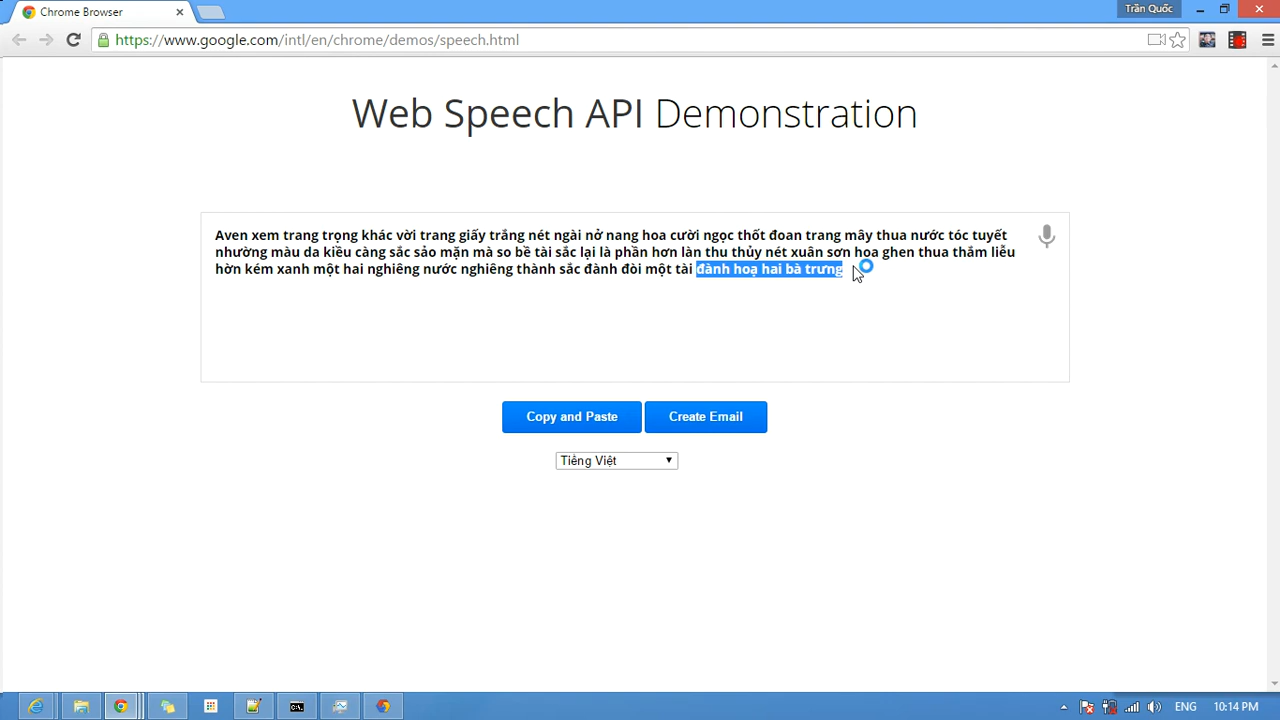 Chrome Browser
Trần Quốc
https://www.google.com/intl/en/chrome/demos/speech.html
Web Speech API Demonstration
Aven xem trang trọng khác vời trang giấy trắng nét ngài nở nang hoa cười ngọc thốt đoan trang mây thua nước tóc tuyết
nhường màu da kiều càng sắc sảo mặn mà so bề tài sắc lại là phần hơn làn thu thủy nét xuân sơn hoa ghen thua thắm liễu
hờn kém xanh một hai nghiêng nước nghiêng thành sắc đành đòi một tài đành hoạ hai bà trưng
Copy and Paste
Create Email
Tiếng Việt
ENG
10:14 PM